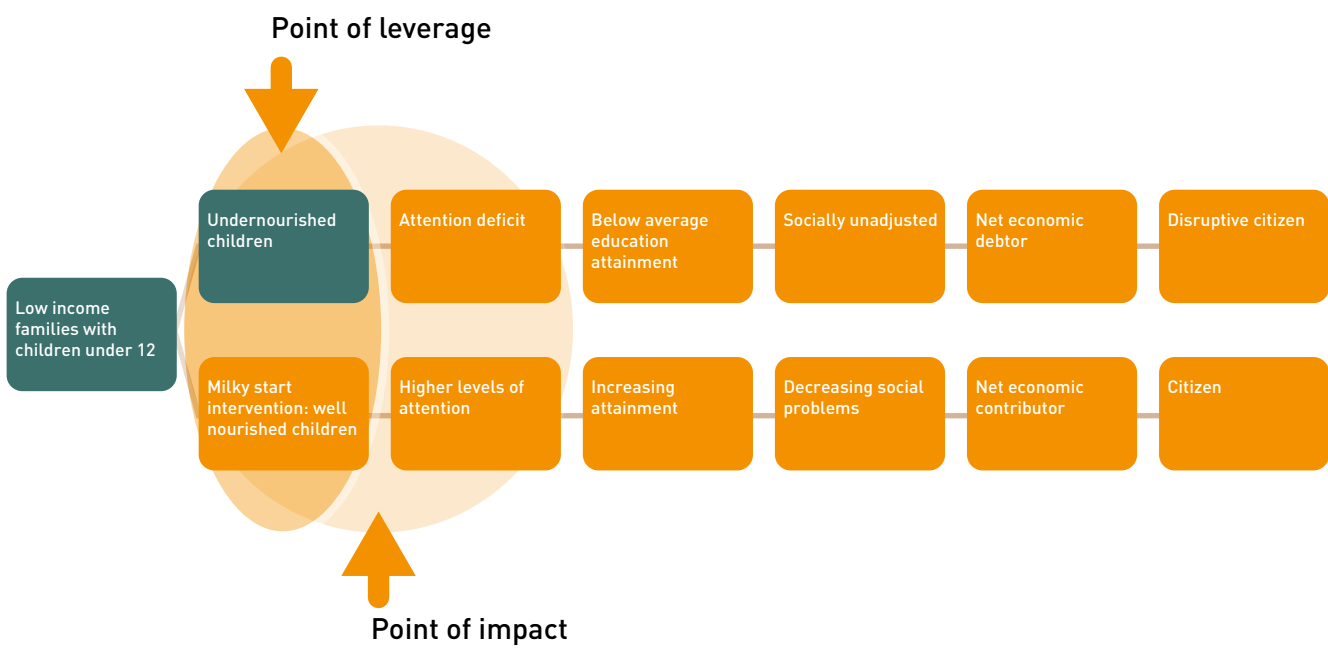 Point of leverage
Undernourished
children
Attention deficit
Below average
education
attainment
Socially unadjusted
Net economic
debtor
Disruptive citizen
Low income
families with
children under 12
Milky start
intervention: well
nourished children
Higher levels of
attention
Increasing
attainment
Decreasing social
problems
Net economic
contributor
Citizen
Point of impact